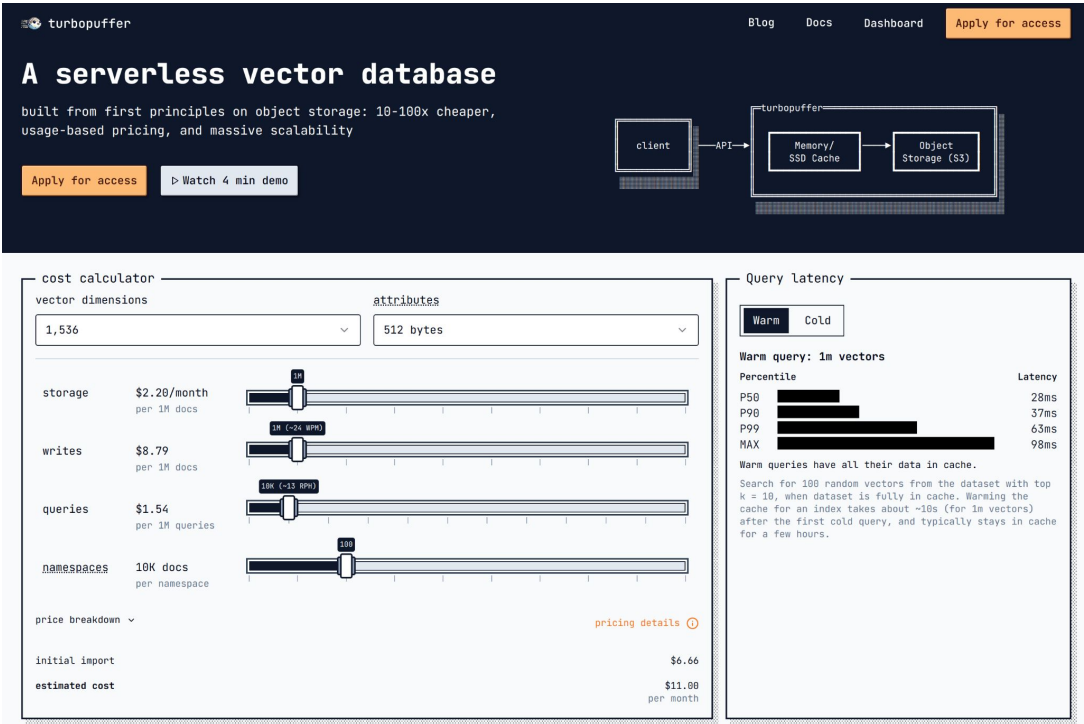 turbopuffer
Blog Docs Dashboard Apply for access
A serverless vector database
built from first principles on object storage: 10-100x cheaper,
usage-based pricing, and massive scalability
Apply for access ▷ Watch 4 min demo
turbopuffer
client
API
Memory/
SSD Cache
Object
Storage (S3)
cost calculator
vector dimensions attributes
1,536 512 bytes
1M
storage $2.20/month
per 1M docs
1M (~24 WPM)
writes $8.79
per 1M docs
10K (~13 RPH)
queries $1.54
per 1M queries
100
namespaces 10K docs
per namespace
price breakdown
pricing details
initial import $6.66
estimated cost $11.00
per month
Query latency
Warm Cold
Warm query: 1m vectors
Percentile Latency
P50 28ms
P90 37ms
P99 63ms
MAX 98ms
Warm queries have all their data in cache.
Search for 100 random vectors from the dataset with top
k = 10, when dataset is fully in cache. Warming the
cache for an index takes about ~10s (for 1m vectors)
after the first cold query, and typically stays in cache
for a few hours.